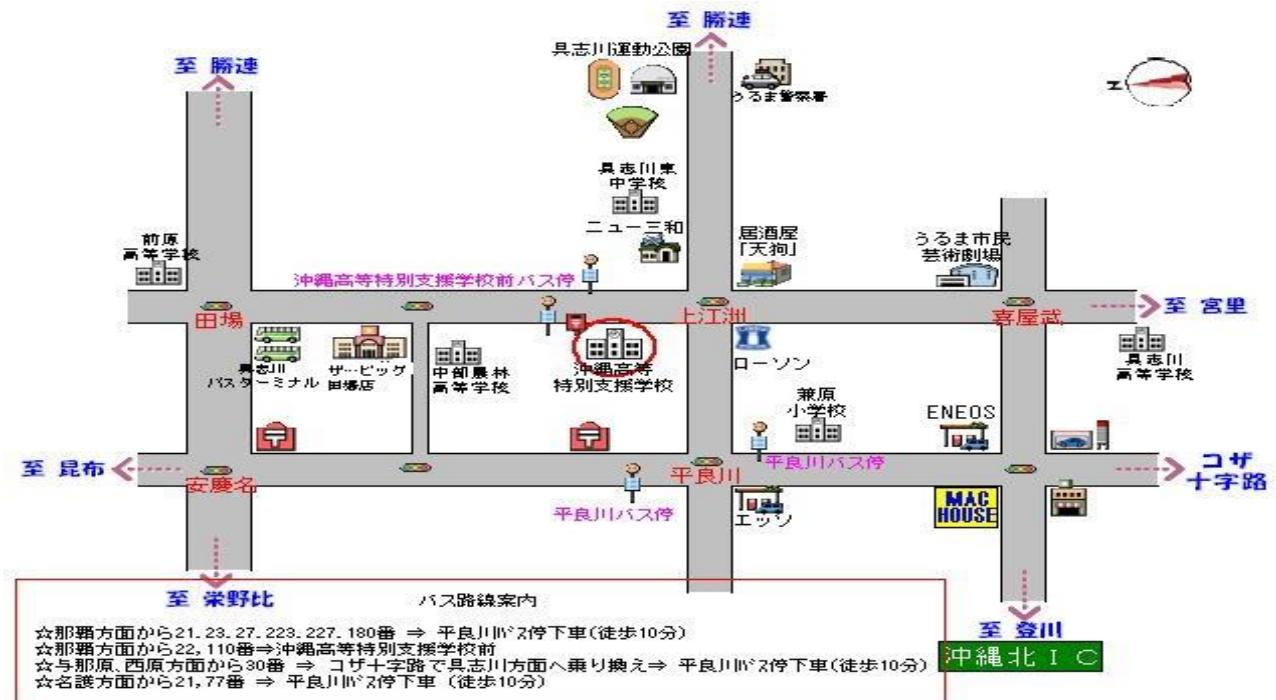 至 勝連
具志川運動公園
至 勝連
うるま警察署
Z
具志川東
中学校
ニュー三和
前原
高等学校
居酒屋
「天狗」
うるま市民
芸術劇場
沖縄高等特別支援学校前バス停
田場
上江洲
喜屋武
至 宮里
具志川
バスターミナル
ザ・ビッグ
田場店
中部農林
高等学校
沖縄高等
特別支援学校
ローソン
具志川
高等学校
兼原
小学校
ENEOS
至 昆布
安慶名
平良川
平良川バス停
コザ
十字路
平良川バス停
エッソ
MAC
HOUSE
至 栄野比
至 登川
沖縄北IC
バス路線案内
☆那覇方面から21.23.27.223.227.180番 ⇒ 平良川バス停下車(徒歩10分)
☆那覇方面から22,110番⇒沖縄高等特別支援学校前
☆与那原、西原方面から30番 ⇒ コザ十字路で具志川方面へ乗り換え⇒ 平良川バス停下車(徒歩10分)
☆名護方面から21,77番 ⇒ 平良川バス停下車 (徒歩10分)